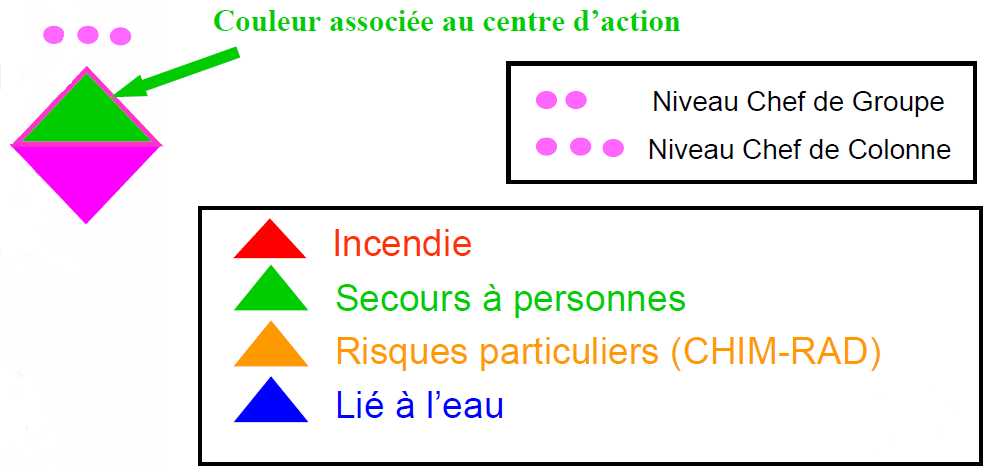 Couleur associée au centre d’action
Niveau Chef de Groupe
Niveau Chef de Colonne
Incendie
Secours à personnes
Risques particuliers (CHIM-RAD)
Lié à l’eau